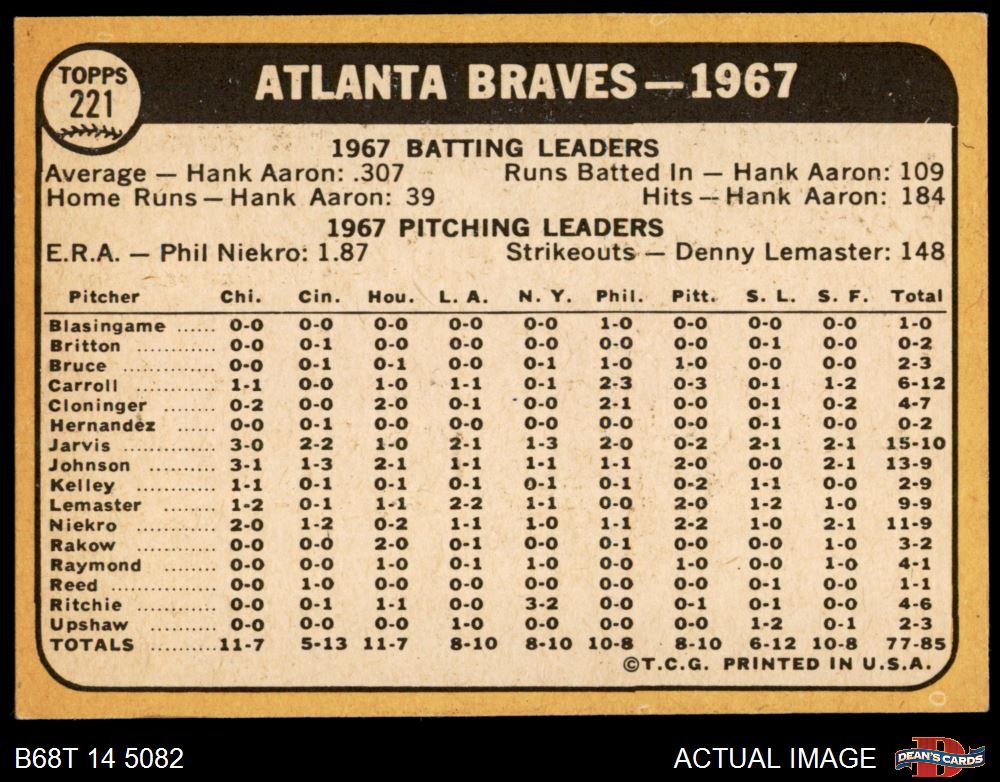 TOPPS
221
ATLANTA BRAVES—1967
1967 BATTING LEADERS
Average — Hank Aaron: .307 Runs Batted In — Hank Aaron: 109
Home Runs — Hank Aaron: 39 Hits — Hank Aaron: 184
1967 PITCHING LEADERS
E.R.A. — Phil Niekro: 1.87 Strikeouts — Denny Lemaster: 148
Pitcher Chi. Cin. Hou. L. A. N. Y. Phil. Pitt. S. L. S. F. Total
Blasingame ...... 0-0 0-0 0-0 0-0 0-0 1-0 0-0 0-0 0-0 1-0
Britton ............ 0-0 0-1 0-0 0-0 0-0 0-0 0-0 0-1 0-0 0-2
Bruce .............. 0-0 0-1 0-1 0-0 0-1 1-0 1-0 0-0 0-0 2-3
Carroll ............ 1-1 0-0 1-0 1-1 0-1 2-3 0-3 0-1 1-2 6-12
Cloninger ......... 0-2 0-0 2-0 0-1 0-0 2-1 0-0 0-1 0-2 4-7
Hernandez ...... 0-0 0-1 0-0 0-0 0-0 0-0 0-0 0-1 0-0 0-2
Jarvis .............. 3-0 2-2 1-0 2-1 1-3 2-0 0-2 2-1 2-1 15-10
Johnson .......... 3-1 1-3 2-1 1-1 1-1 1-1 2-0 0-0 2-1 13-9
Kelley .............. 1-1 0-1 0-1 0-1 0-1 0-1 0-2 1-1 0-0 2-9
Lemaster ......... 1-2 0-1 1-1 2-2 1-1 0-0 2-0 1-2 1-0 9-9
Niekro ............ 2-0 1-2 0-2 1-1 1-0 1-1 2-2 1-0 2-1 11-9
Rakow ............ 0-0 0-0 2-0 0-1 0-0 0-1 0-0 0-0 1-0 3-2
Raymond ......... 0-0 0-0 1-0 0-1 1-0 0-0 1-0 0-0 1-0 4-1
Reed ............... 0-0 1-0 0-0 0-0 0-0 0-0 0-0 0-1 0-0 1-1
Ritchie ............ 0-0 0-1 1-1 0-0 3-2 0-0 0-1 0-1 0-0 4-6
Upshaw .......... 0-0 0-0 0-0 1-0 0-0 0-0 0-0 1-2 0-1 2-3
TOTALS ..........11-7 5-13 11-7 8-10 8-10 10-8 8-10 6-12 10-8 77-85
©T.C.G. PRINTED IN U.S.A.
B68T 14 5082 ACTUAL IMAGE
D
DEAN'S CARDS